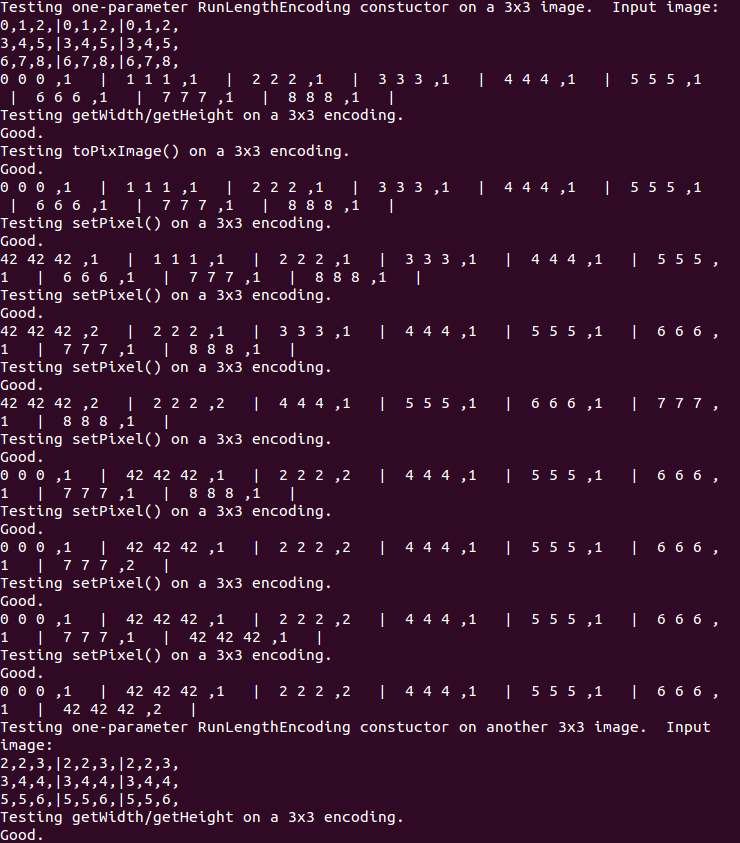 Testing one-parameter RunLengthEncoding constuctor on a 3x3 image.  Input image:
0,1,2,|0,1,2,|0,1,2,
3,4,5,|3,4,5,|3,4,5,
6,7,8,|6,7,8,|6,7,8,
0 0 0 ,1   |  1 1 1 ,1   |  2 2 2 ,1   |  3 3 3 ,1   |  4 4 4 ,1   |  5 5 5 ,1
 |  6 6 6 ,1   |  7 7 7 ,1   |  8 8 8 ,1   |
Testing getWidth/getHeight on a 3x3 encoding.
Good.
Testing toPixImage() on a 3x3 encoding.
Good.
0 0 0 ,1   |  1 1 1 ,1   |  2 2 2 ,1   |  3 3 3 ,1   |  4 4 4 ,1   |  5 5 5 ,1
 |  6 6 6 ,1   |  7 7 7 ,1   |  8 8 8 ,1   |
Testing setPixel() on a 3x3 encoding.
Good.
42 42 42 ,1   |  1 1 1 ,1   |  2 2 2 ,1   |  3 3 3 ,1   |  4 4 4 ,1   |  5 5 5 ,
1   |  6 6 6 ,1   |  7 7 7 ,1   |  8 8 8 ,1   |
Testing setPixel() on a 3x3 encoding.
Good.
42 42 42 ,2   |  2 2 2 ,1   |  3 3 3 ,1   |  4 4 4 ,1   |  5 5 5 ,1   |  6 6 6 ,
1   |  7 7 7 ,1   |  8 8 8 ,1   |
Testing setPixel() on a 3x3 encoding.
Good.
42 42 42 ,2   |  2 2 2 ,2   |  4 4 4 ,1   |  5 5 5 ,1   |  6 6 6 ,1   |  7 7 7 ,
1   |  8 8 8 ,1   |
Testing setPixel() on a 3x3 encoding.
Good.
0 0 0 ,1   |  42 42 42 ,1   |  2 2 2 ,2   |  4 4 4 ,1   |  5 5 5 ,1   |  6 6 6 ,
1   |  7 7 7 ,1   |  8 8 8 ,1   |
Testing setPixel() on a 3x3 encoding.
Good.
0 0 0 ,1   |  42 42 42 ,1   |  2 2 2 ,2   |  4 4 4 ,1   |  5 5 5 ,1   |  6 6 6 ,
1   |  7 7 7 ,2   |
Testing setPixel() on a 3x3 encoding.
Good.
0 0 0 ,1   |  42 42 42 ,1   |  2 2 2 ,2   |  4 4 4 ,1   |  5 5 5 ,1   |  6 6 6 ,
1   |  7 7 7 ,1   |  42 42 42 ,1   |
Testing setPixel() on a 3x3 encoding.
Good.
0 0 0 ,1   |  42 42 42 ,1   |  2 2 2 ,2   |  4 4 4 ,1   |  5 5 5 ,1   |  6 6 6 ,
1   |  42 42 42 ,2   |
Testing one-parameter RunLengthEncoding constuctor on another 3x3 image.  Input
image:
2,2,3,|2,2,3,|2,2,3,
3,4,4,|3,4,4,|3,4,4,
5,5,6,|5,5,6,|5,5,6,
Testing getWidth/getHeight on a 3x3 encoding.
Good.